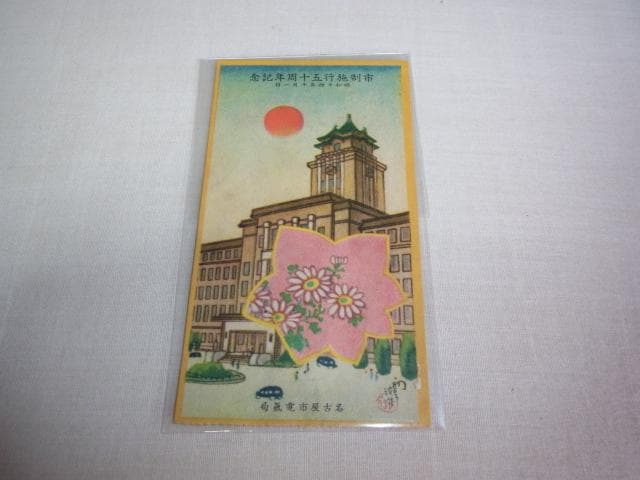 市制施行五十周年記念
昭和十四年十月一日
名古屋市電氣局